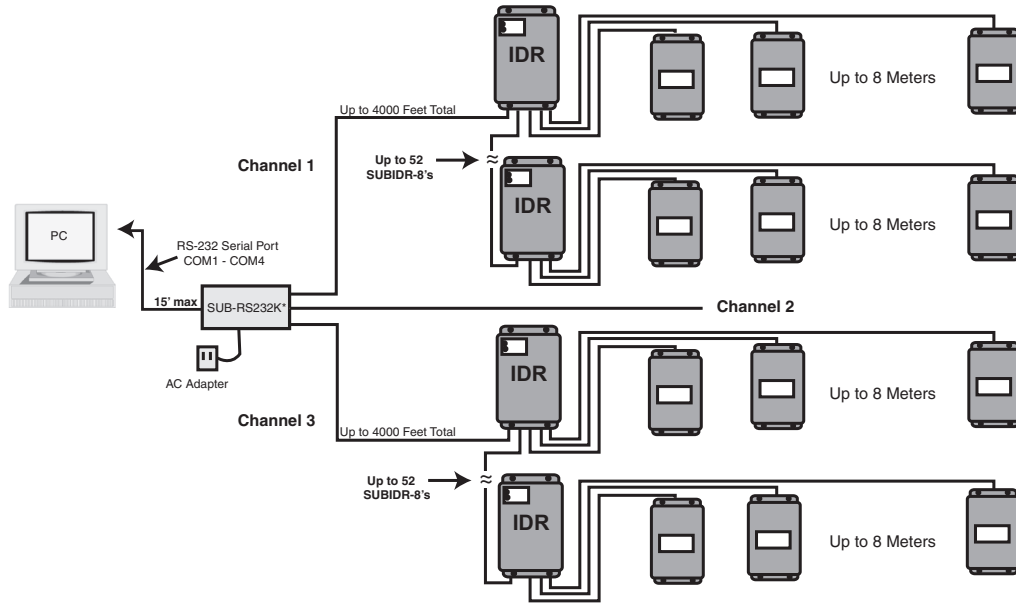 IDR
Up to 8 Meters
Up to 4000 Feet Total
Channel 1
Up to 52
SUBIDR-8's
IDR
Up to 8 Meters
PC
RS-232 Serial Port
COM1 - COM4
15' max
SUB-RS232K*
Channel 2
AC Adapter
IDR
Up to 8 Meters
Channel 3
Up to 4000 Feet Total
Up to 52
SUBIDR-8's
IDR
Up to 8 Meters